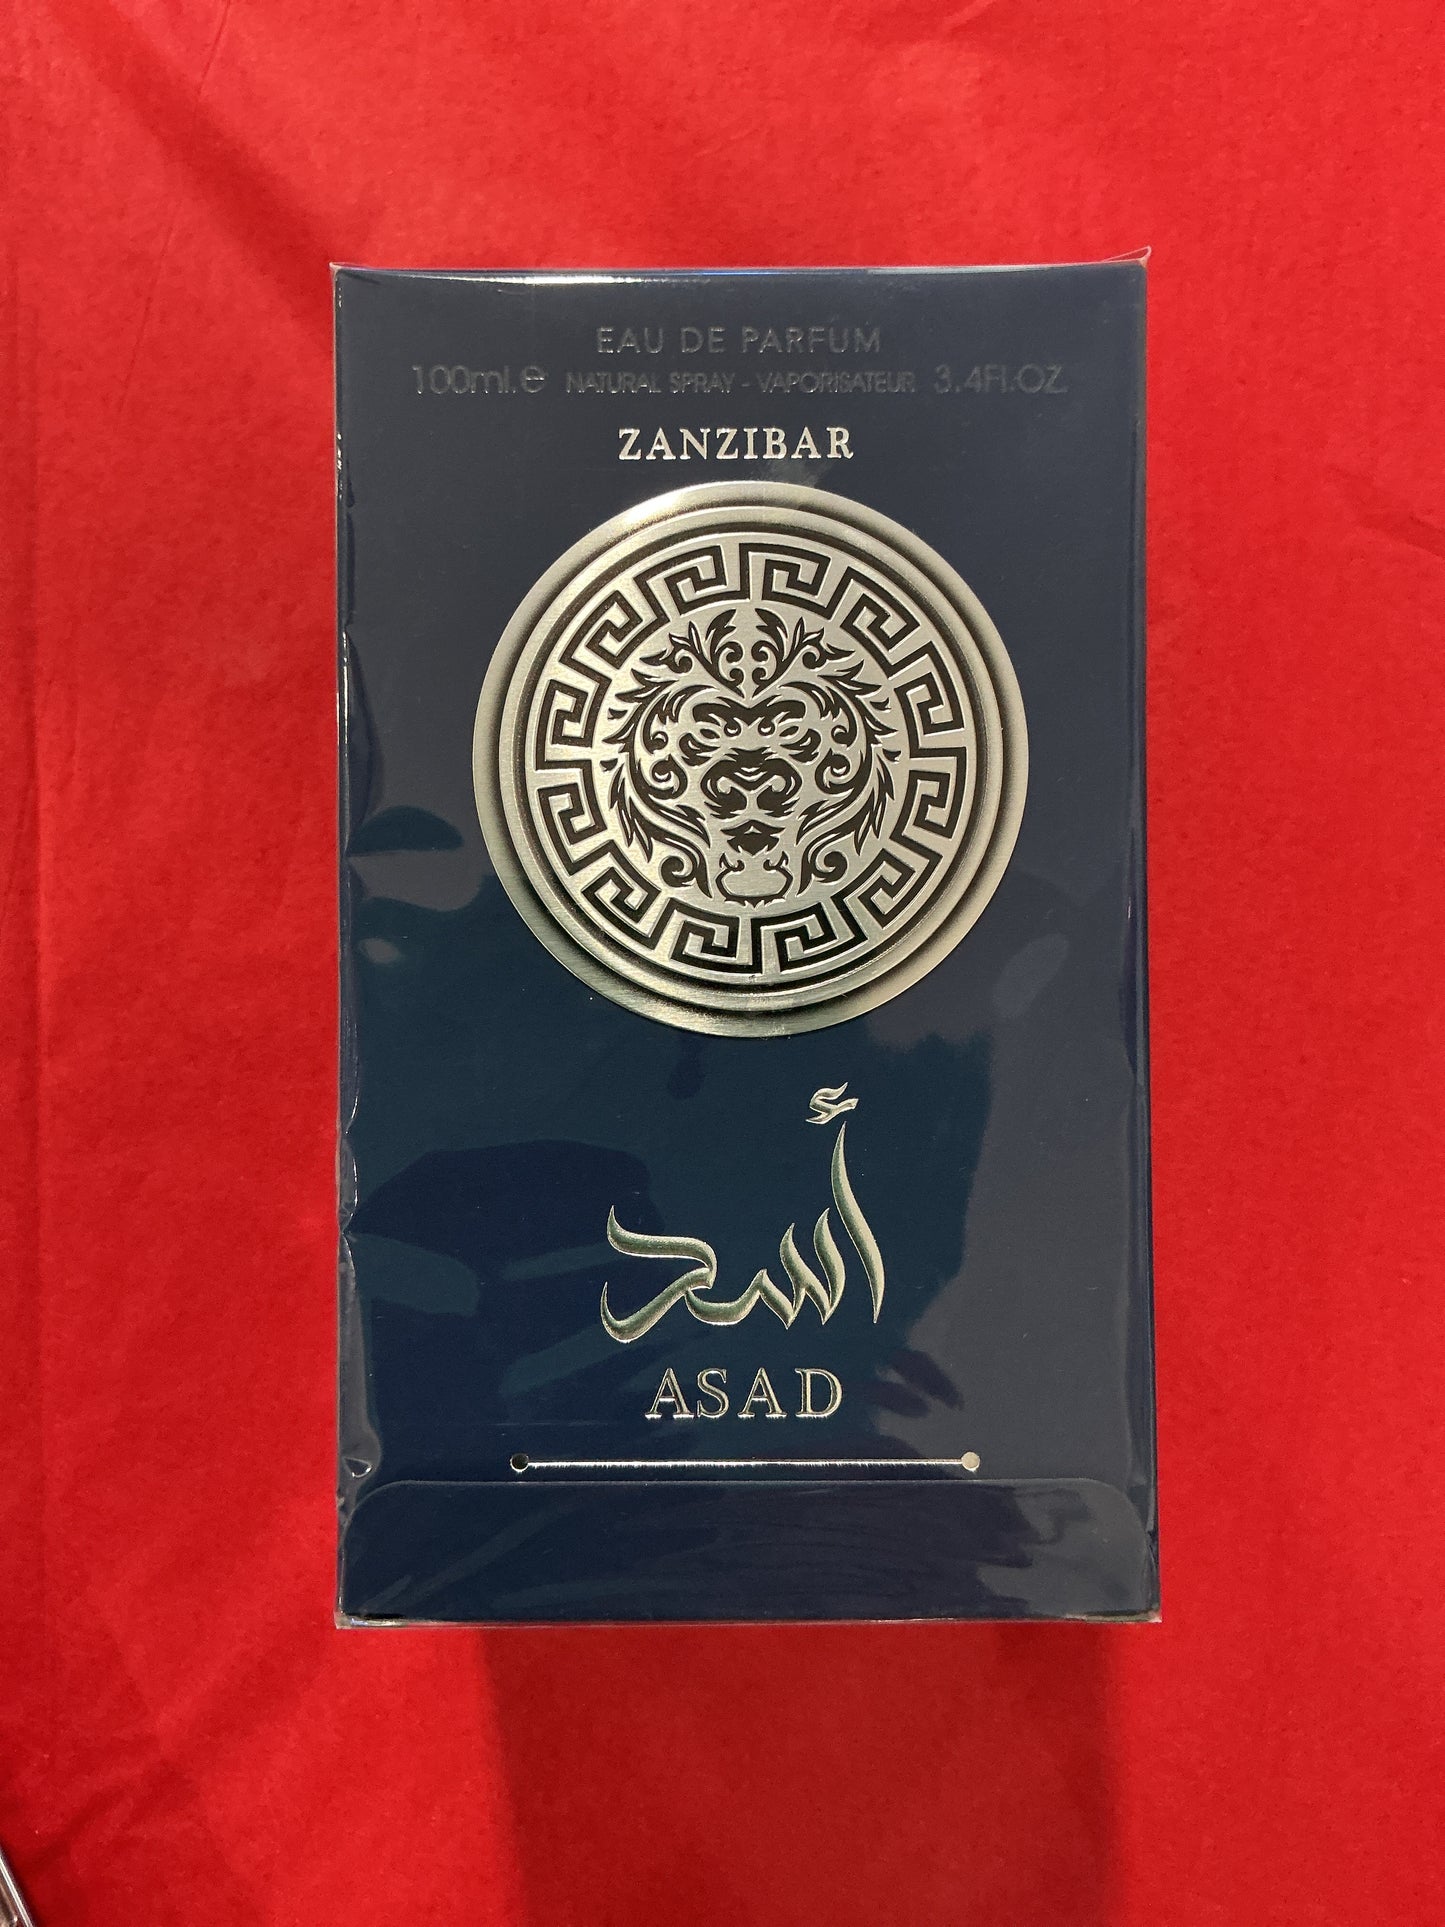 EAU DE PARFUM
100ml.℮ NATURAL SPRAY - VAPORISATEUR 3.4Fl.OZ
ZANZIBAR
أسد
ASAD